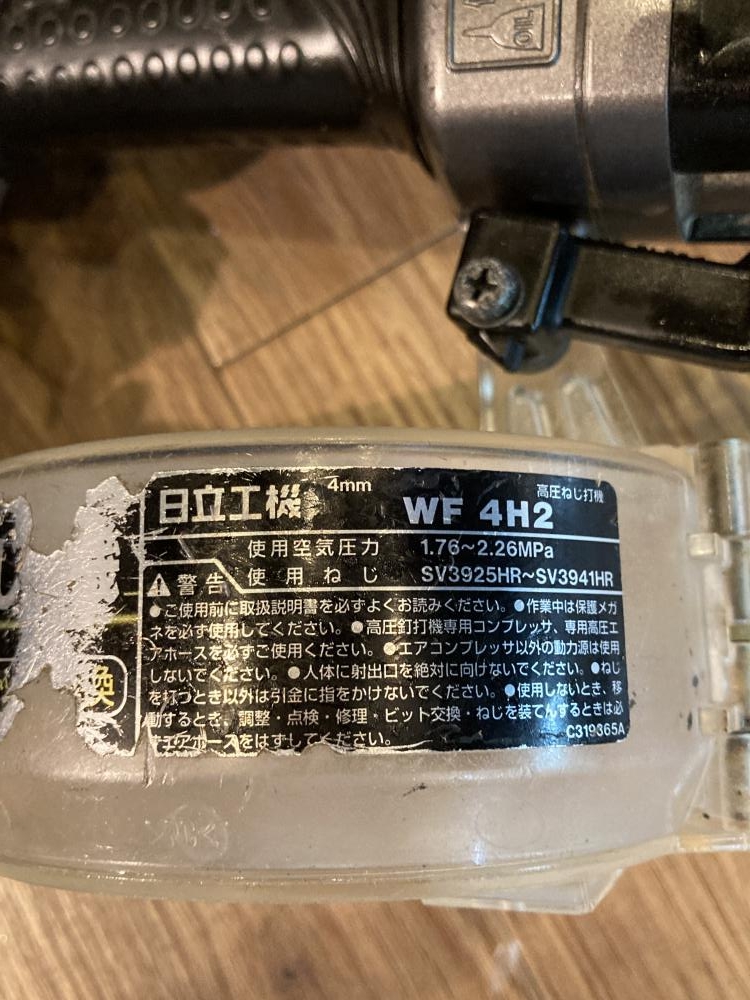 OIL
日立工機 4mm WF 4H2 高圧ねじ打機
使用空気圧力 1.76~2.26MPa
警告 使用ねじ SV3925HR~SV3941HR
●ご使用前に取扱説明書を必ずよくお読みください。●作業中は保護メガ
ネを必ず使用してください。●高圧釘打機専用コンプレッサ、専用高圧エ
アホースを必ずご使用ください。●エアコンプレッサ以外の動力源は使用
しないでください。●人体に射出口を絶対に向けないでください。●ねじ
を打つとき以外は引金に指をかけないでください。●使用しないとき、移
動するとき、調整・点検・修理・ビット交換・ねじを装てんするときは必
ずエアホースをはずしてください。
C319365A
換